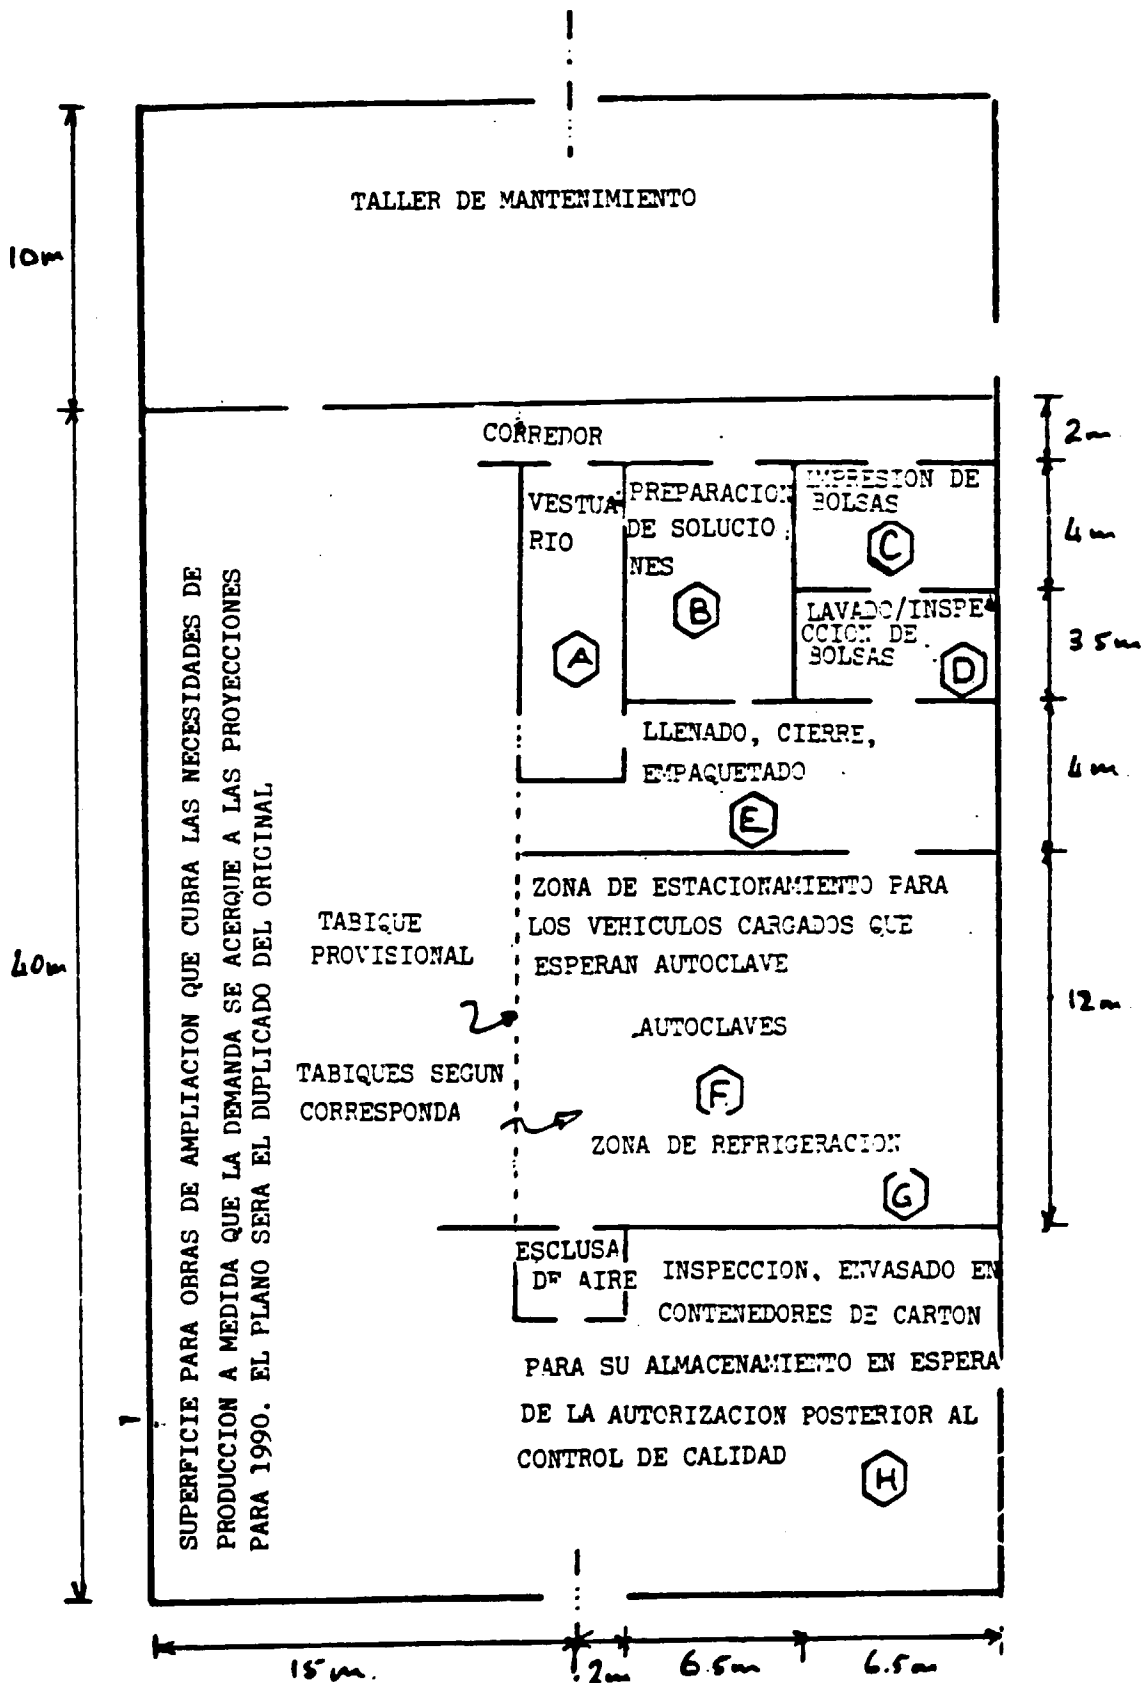 TALLER DE MANTENIMIENTO
10m
CORREDOR
2m
VESTUA
RIO
A
PREPARACION
DE SOLUCIO
NES
B
IMPRESION DE
BOLSAS
C
4m
LAVADO/INSPE
CCION DE
BOLSAS
D
3 5m
LLENADO, CIERRE,
EMPAQUETADO
E
4m
40m
SUPERFICIE PARA OBRAS DE AMPLIACION QUE CUBRA LAS NECESIDADES DE
PRODUCCION A MEDIDA QUE LA DEMANDA SE ACERQUE A LAS PROYECCIONES
PARA 1990. EL PLANO SERA EL DUPLICADO DEL ORIGINAL
TABIQUE
PROVISIONAL
TABIQUES SEGUN
CORRESPONDA
ZONA DE ESTACIONAMIENTO PARA
LOS VEHICULOS CARGADOS QUE
ESPERAN AUTOCLAVE
AUTOCLAVES
F
ZONA DE REFRIGERACION
G
12m
ESCLUSA
DE AIRE
INSPECCION, ENVASADO EN
CONTENEDORES DE CARTON
PARA SU ALMACENAMIENTO EN ESPERA
DE LA AUTORIZACION POSTERIOR AL
CONTROL DE CALIDAD
H
15m.
2m
6.5m
6.5m